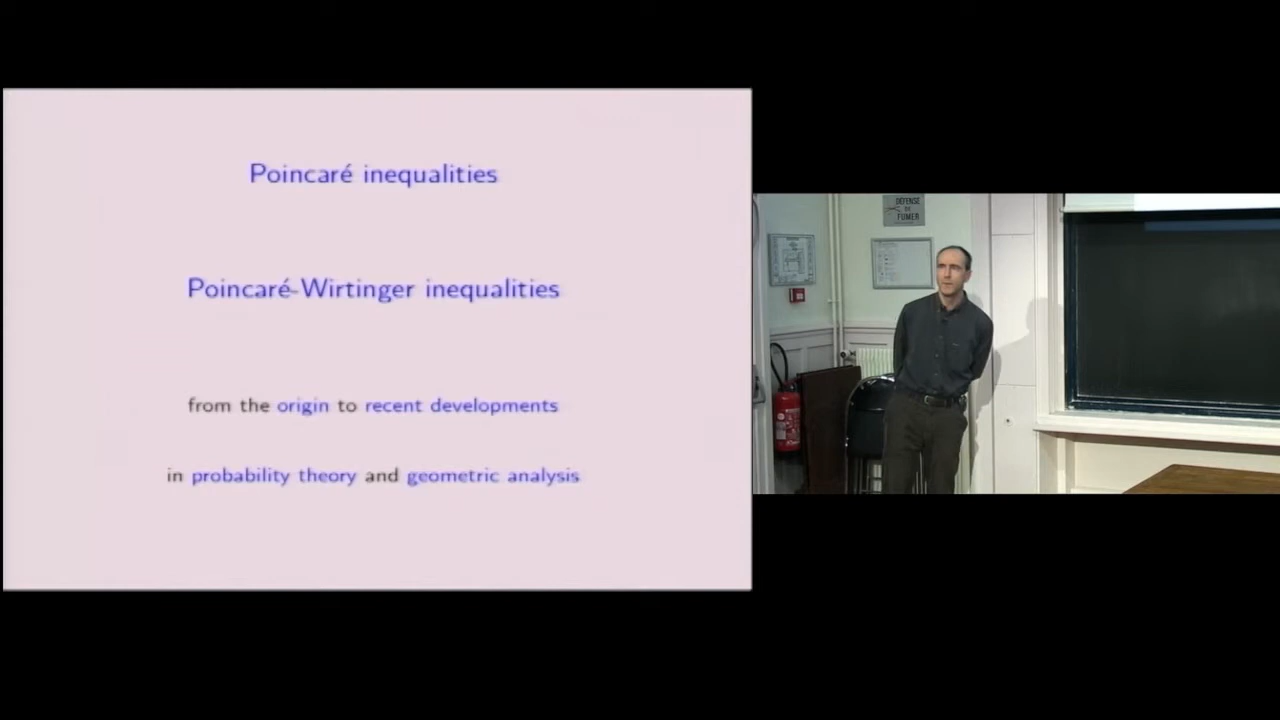 Poincaré inequalities
Poincaré-Wirtinger inequalities
from the origin to recent developments
in probability theory and geometric analysis
DÉFENSE
DE
FUMER